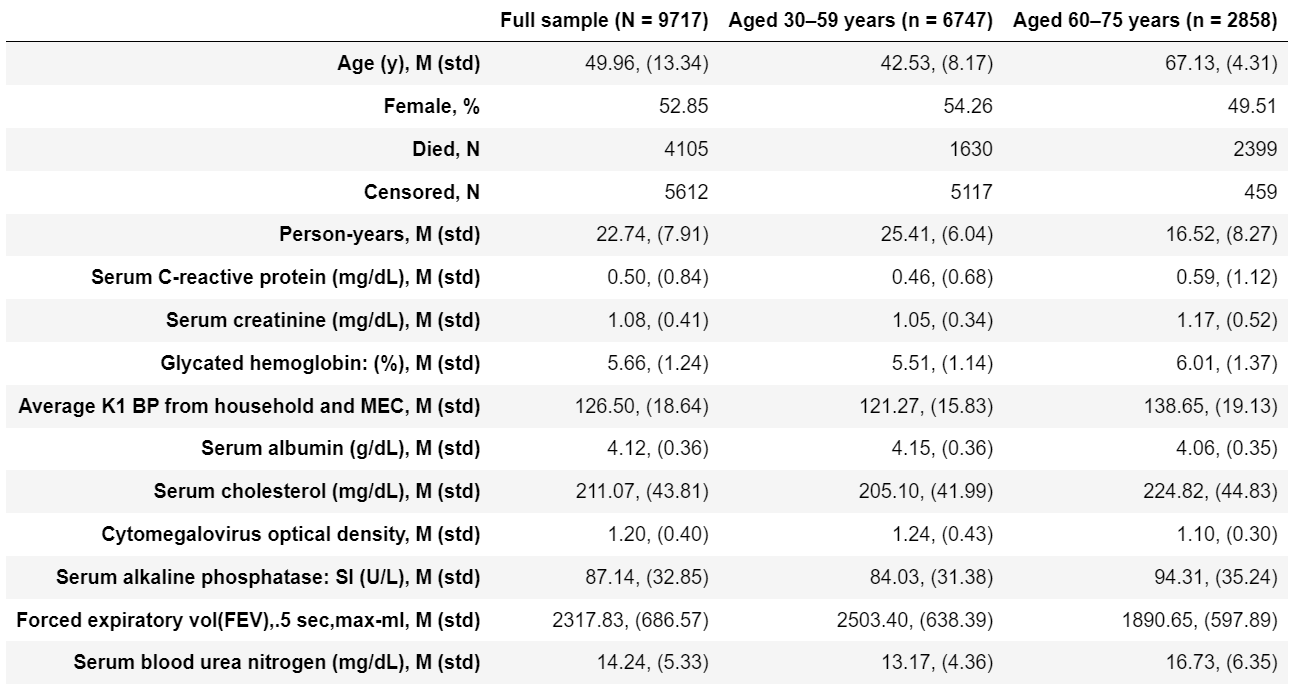 Full sample (N = 9717) Aged 30–59 years (n = 6747) Aged 60–75 years (n = 2858)
Age (y), M (std) 49.96, (13.34) 42.53, (8.17) 67.13, (4.31)
Female, % 52.85 54.26 49.51
Died, N 4105 1630 2399
Censored, N 5612 5117 459
Person-years, M (std) 22.74, (7.91) 25.41, (6.04) 16.52, (8.27)
Serum C-reactive protein (mg/dL), M (std) 0.50, (0.84) 0.46, (0.68) 0.59, (1.12)
Serum creatinine (mg/dL), M (std) 1.08, (0.41) 1.05, (0.34) 1.17, (0.52)
Glycated hemoglobin: (%), M (std) 5.66, (1.24) 5.51, (1.14) 6.01, (1.37)
Average K1 BP from household and MEC, M (std) 126.50, (18.64) 121.27, (15.83) 138.65, (19.13)
Serum albumin (g/dL), M (std) 4.12, (0.36) 4.15, (0.36) 4.06, (0.35)
Serum cholesterol (mg/dL), M (std) 211.07, (43.81) 205.10, (41.99) 224.82, (44.83)
Cytomegalovirus optical density, M (std) 1.20, (0.40) 1.24, (0.43) 1.10, (0.30)
Serum alkaline phosphatase: SI (U/L), M (std) 87.14, (32.85) 84.03, (31.38) 94.31, (35.24)
Forced expiratory vol(FEV),.5 sec,max-ml, M (std) 2317.83, (686.57) 2503.40, (638.39) 1890.65, (597.89)
Serum blood urea nitrogen (mg/dL), M (std) 14.24, (5.33) 13.17, (4.36) 16.73, (6.35)